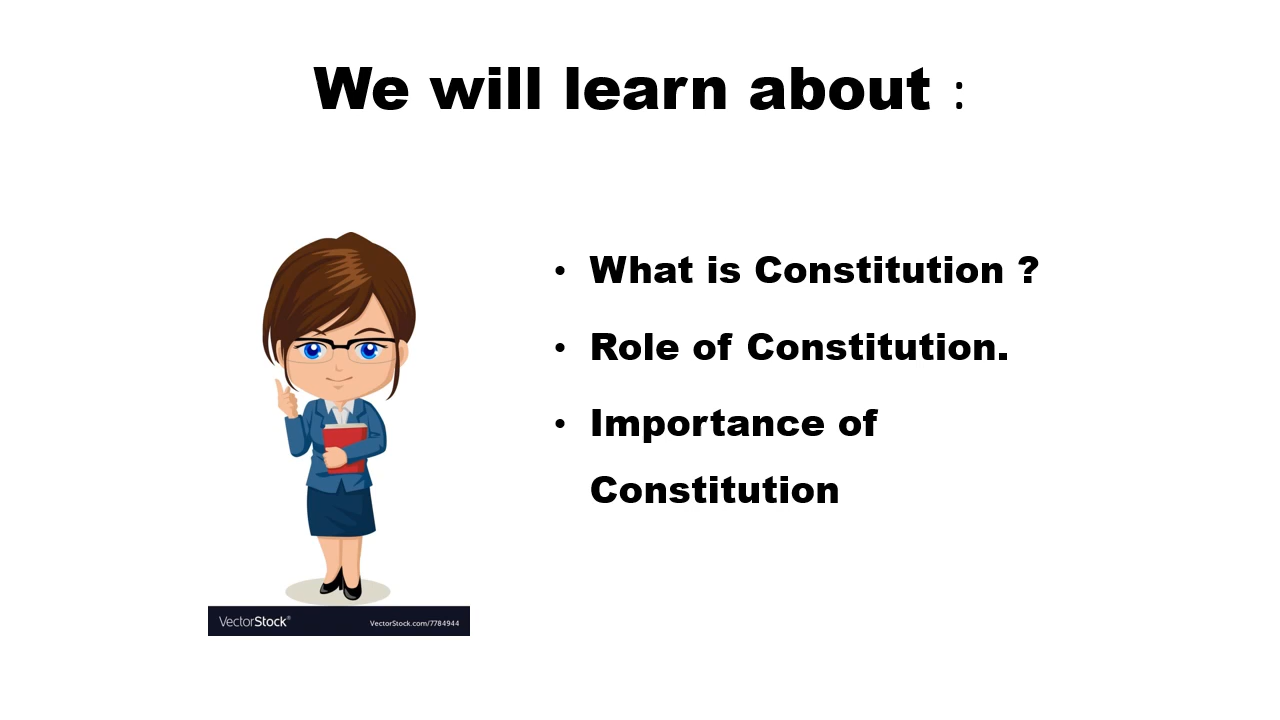 We will learn about :
• What is Constitution ?
• Role of Constitution.
• Importance of
Constitution
VectorStock®
VectorStock.com/7784944